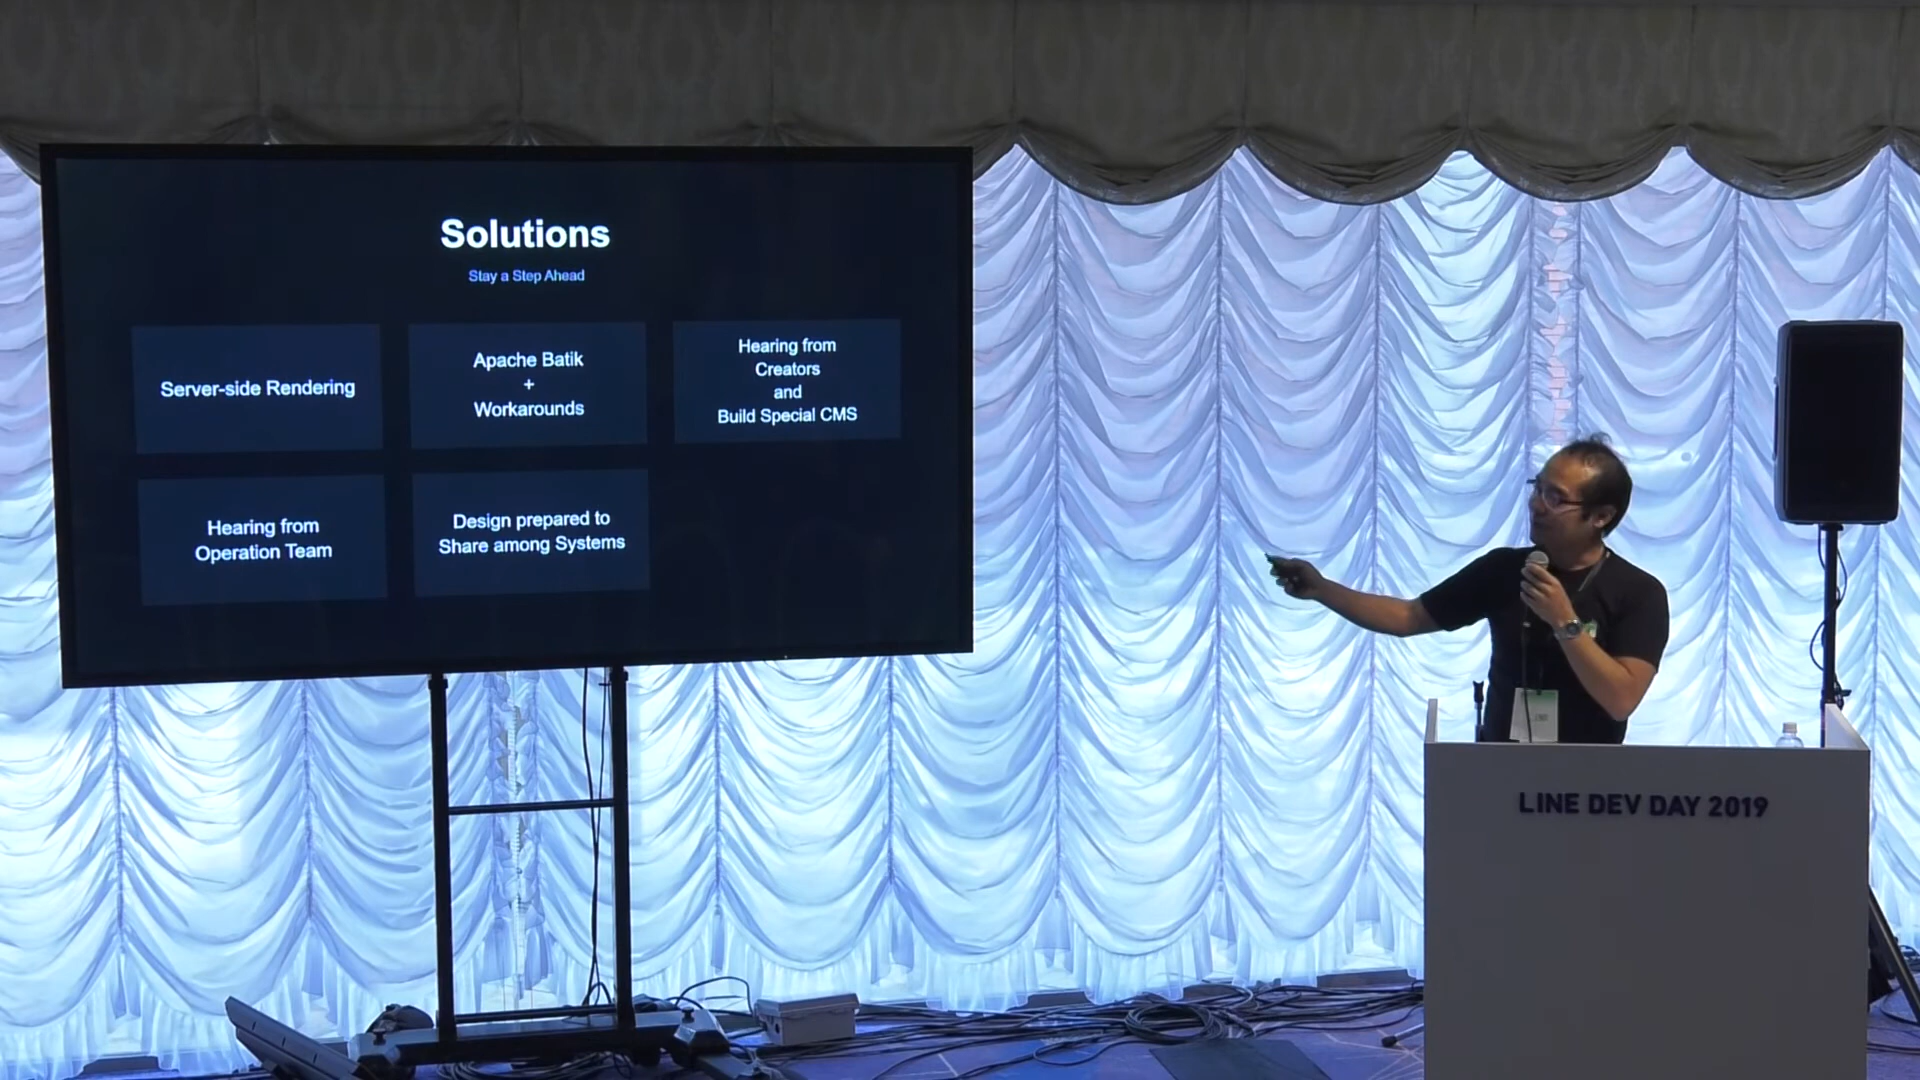 Solutions
Stay a Step Ahead
Server-side Rendering
Apache Batik
+
Workarounds
Hearing from
Creators
and
Build Special CMS
Hearing from
Operation Team
Design prepared to
Share among Systems
LINE DEV DAY 2019